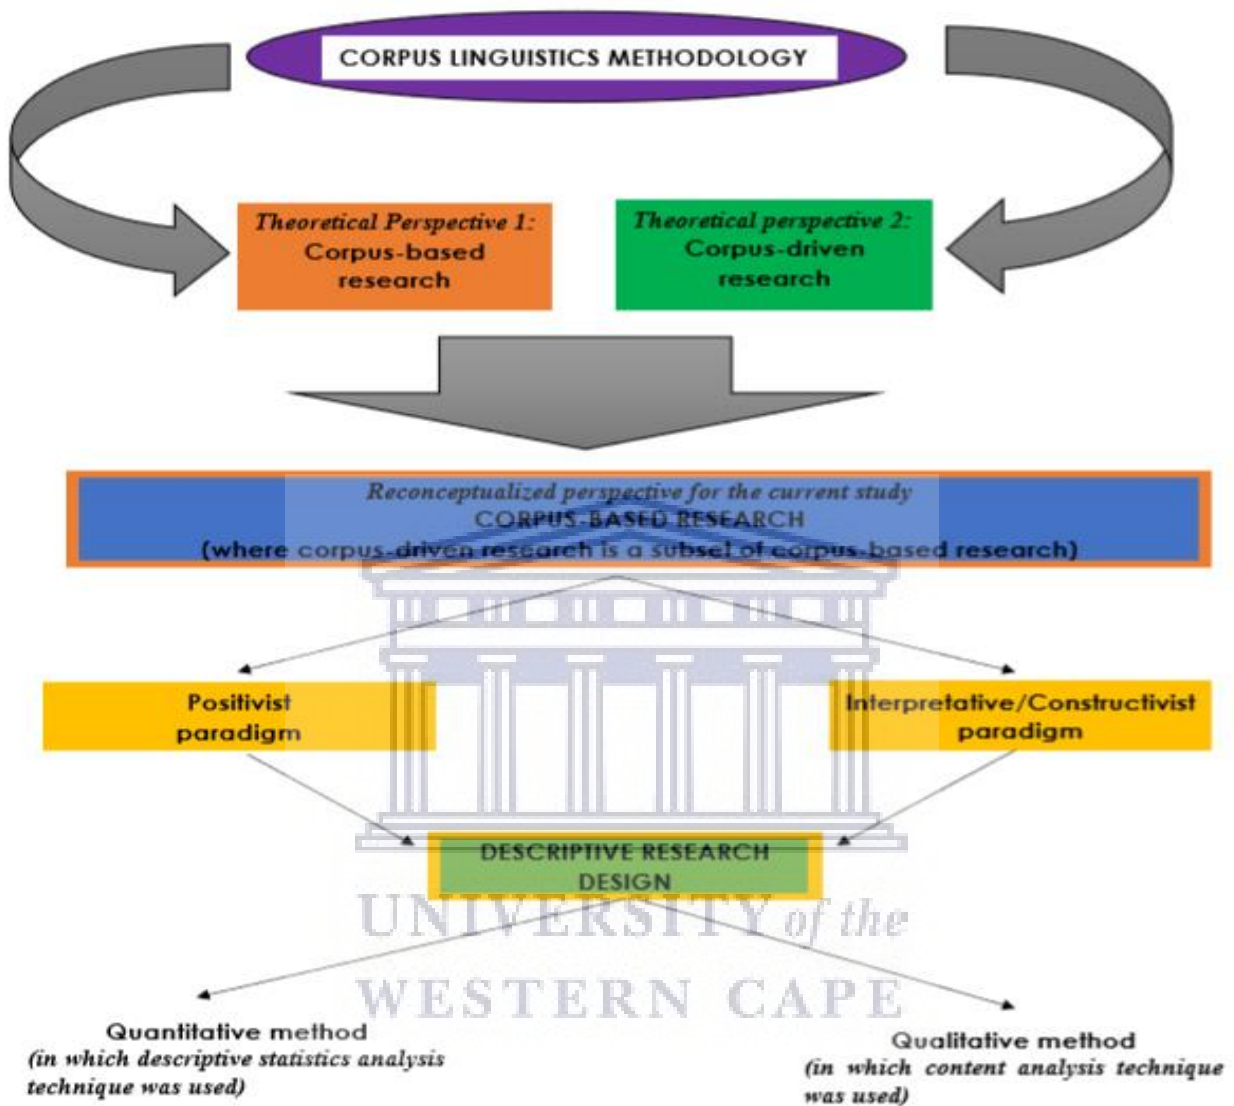 CORPUS LINGUISTICS METHODOLOGY
Theoretical Perspective 1:
Corpus-based
research
Theoretical perspective 2:
Corpus-driven
research
Reconceptualized perspective for the current study
CORPUS-BASED RESEARCH
(where corpus-driven research is a subset of corpus-based research)
Positivist
paradigm
Interpretative/Constructivist
paradigm
DESCRIPTIVE RESEARCH
DESIGN
UNIVERSITY of the
WESTERN CAPE
Quantitative method
(in which descriptive statistics analysis
technique was used)
Qualitative method
(in which content analysis technique
was used)